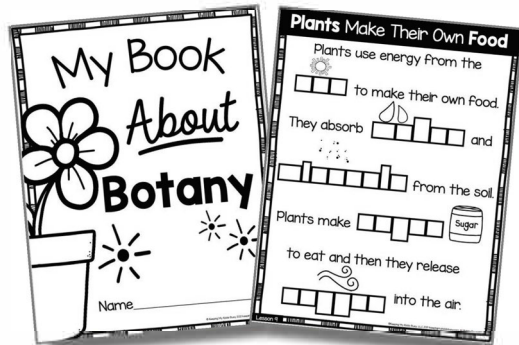 My Book
About
Botany
Name
Plants Make Their Own Food
Plants use energy from the
to make their own food.
They absorb and
from the soil.
Plants make Sugar
to eat and then they release
into the air.
Lesson 4